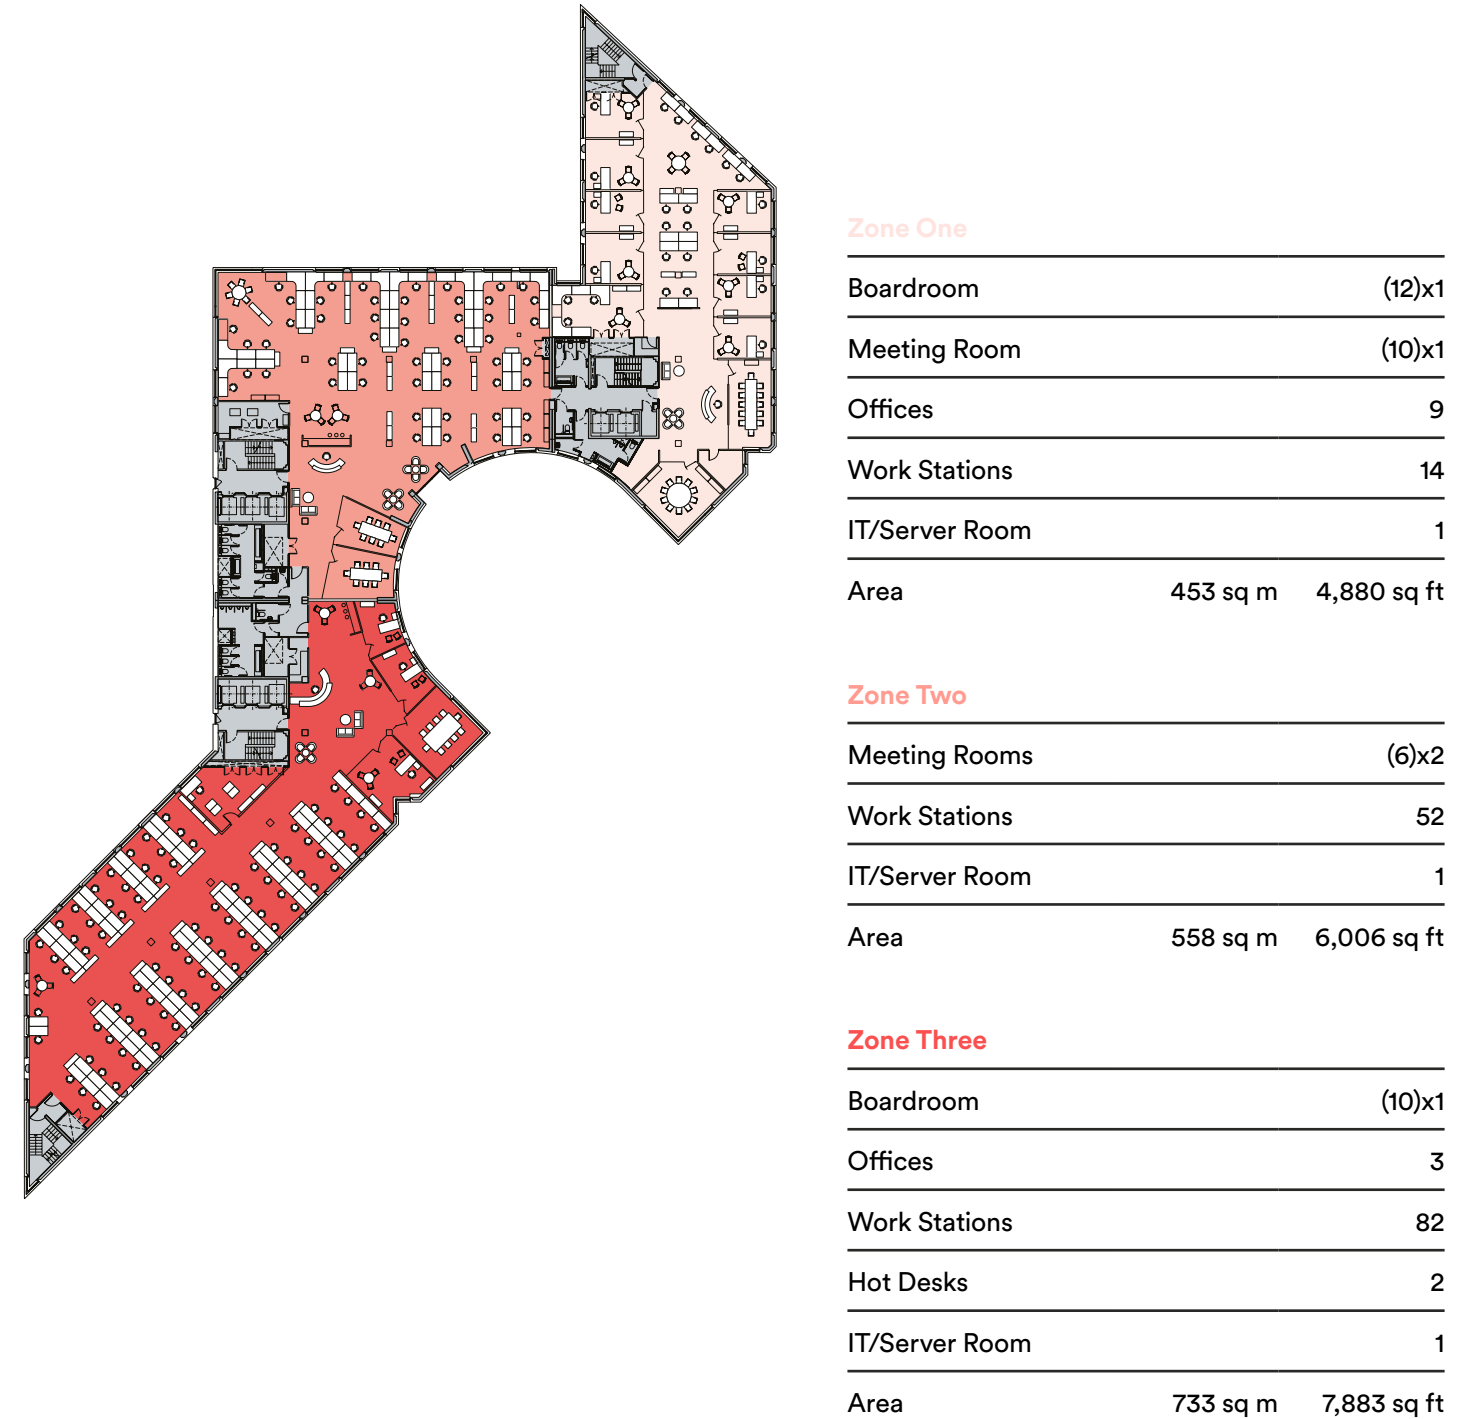 Zone One
Boardroom (12)x1
Meeting Room (10)x1
Offices 9
Work Stations 14
IT/Server Room 1
Area 453 sq m 4,880 sq ft
Zone Two
Meeting Rooms (6)x2
Work Stations 52
IT/Server Room 1
Area 558 sq m 6,006 sq ft
Zone Three
Boardroom (10)x1
Offices 3
Work Stations 82
Hot Desks 2
IT/Server Room 1
Area 733 sq m 7,883 sq ft